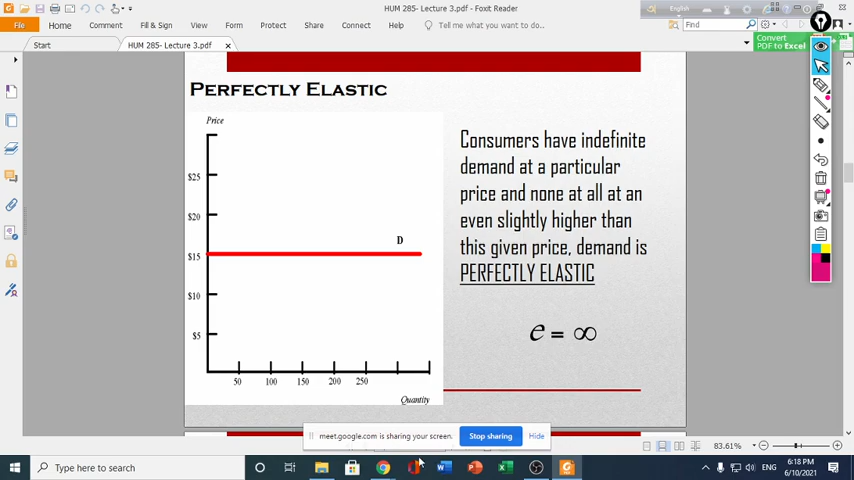 HUM 285- Lecture 3.pdf - Foxit Reader
English
File Home Comment Fill & Sign View Form Protect Share Connect Help Tell me what you want to do... Find
Start HUM 285- Lecture 3.pdf
Convert
PDF to Excel
PERFECTLY ELASTIC
Price
$25
$20
$15
$10
$5
D
50 100 150 200 250
Quantity
Consumers have indefinite
demand at a particular
price and none at all at an
even slightly higher than
this given price, demand is
PERFECTLY ELASTIC
e = ∞
meet.google.com is sharing your screen. Stop sharing Hide
83.61%
Type here to search
ENG
6:18 PM
6/10/2021